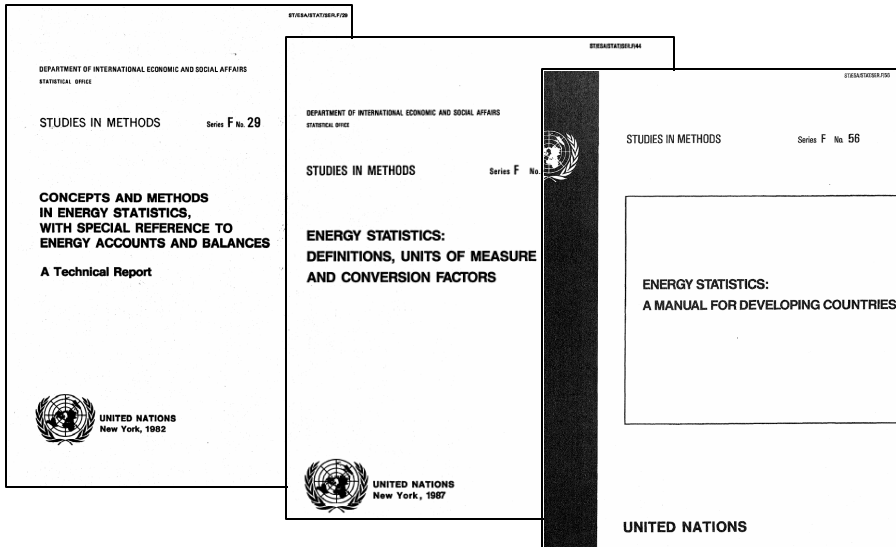 ST/ESA/STAT/SER.F/29
DEPARTMENT OF INTERNATIONAL ECONOMIC AND SOCIAL AFFAIRS
STATISTICAL OFFICE
STUDIES IN METHODS Series F No. 29
CONCEPTS AND METHODS
IN ENERGY STATISTICS,
WITH SPECIAL REFERENCE TO
ENERGY ACCOUNTS AND BALANCES
A Technical Report
UNITED NATIONS
New York, 1982
ST/ESA/STAT/SER.F/44
DEPARTMENT OF INTERNATIONAL ECONOMIC AND SOCIAL AFFAIRS
STATISTICAL OFFICE
STUDIES IN METHODS Series F No.
ENERGY STATISTICS:
DEFINITIONS, UNITS OF MEASURE
AND CONVERSION FACTORS
UNITED NATIONS
New York, 1987
ST/ESA/STAT/SER.F/56
STUDIES IN METHODS Series F No. 56
ENERGY STATISTICS:
A MANUAL FOR DEVELOPING COUNTRIES
UNITED NATIONS